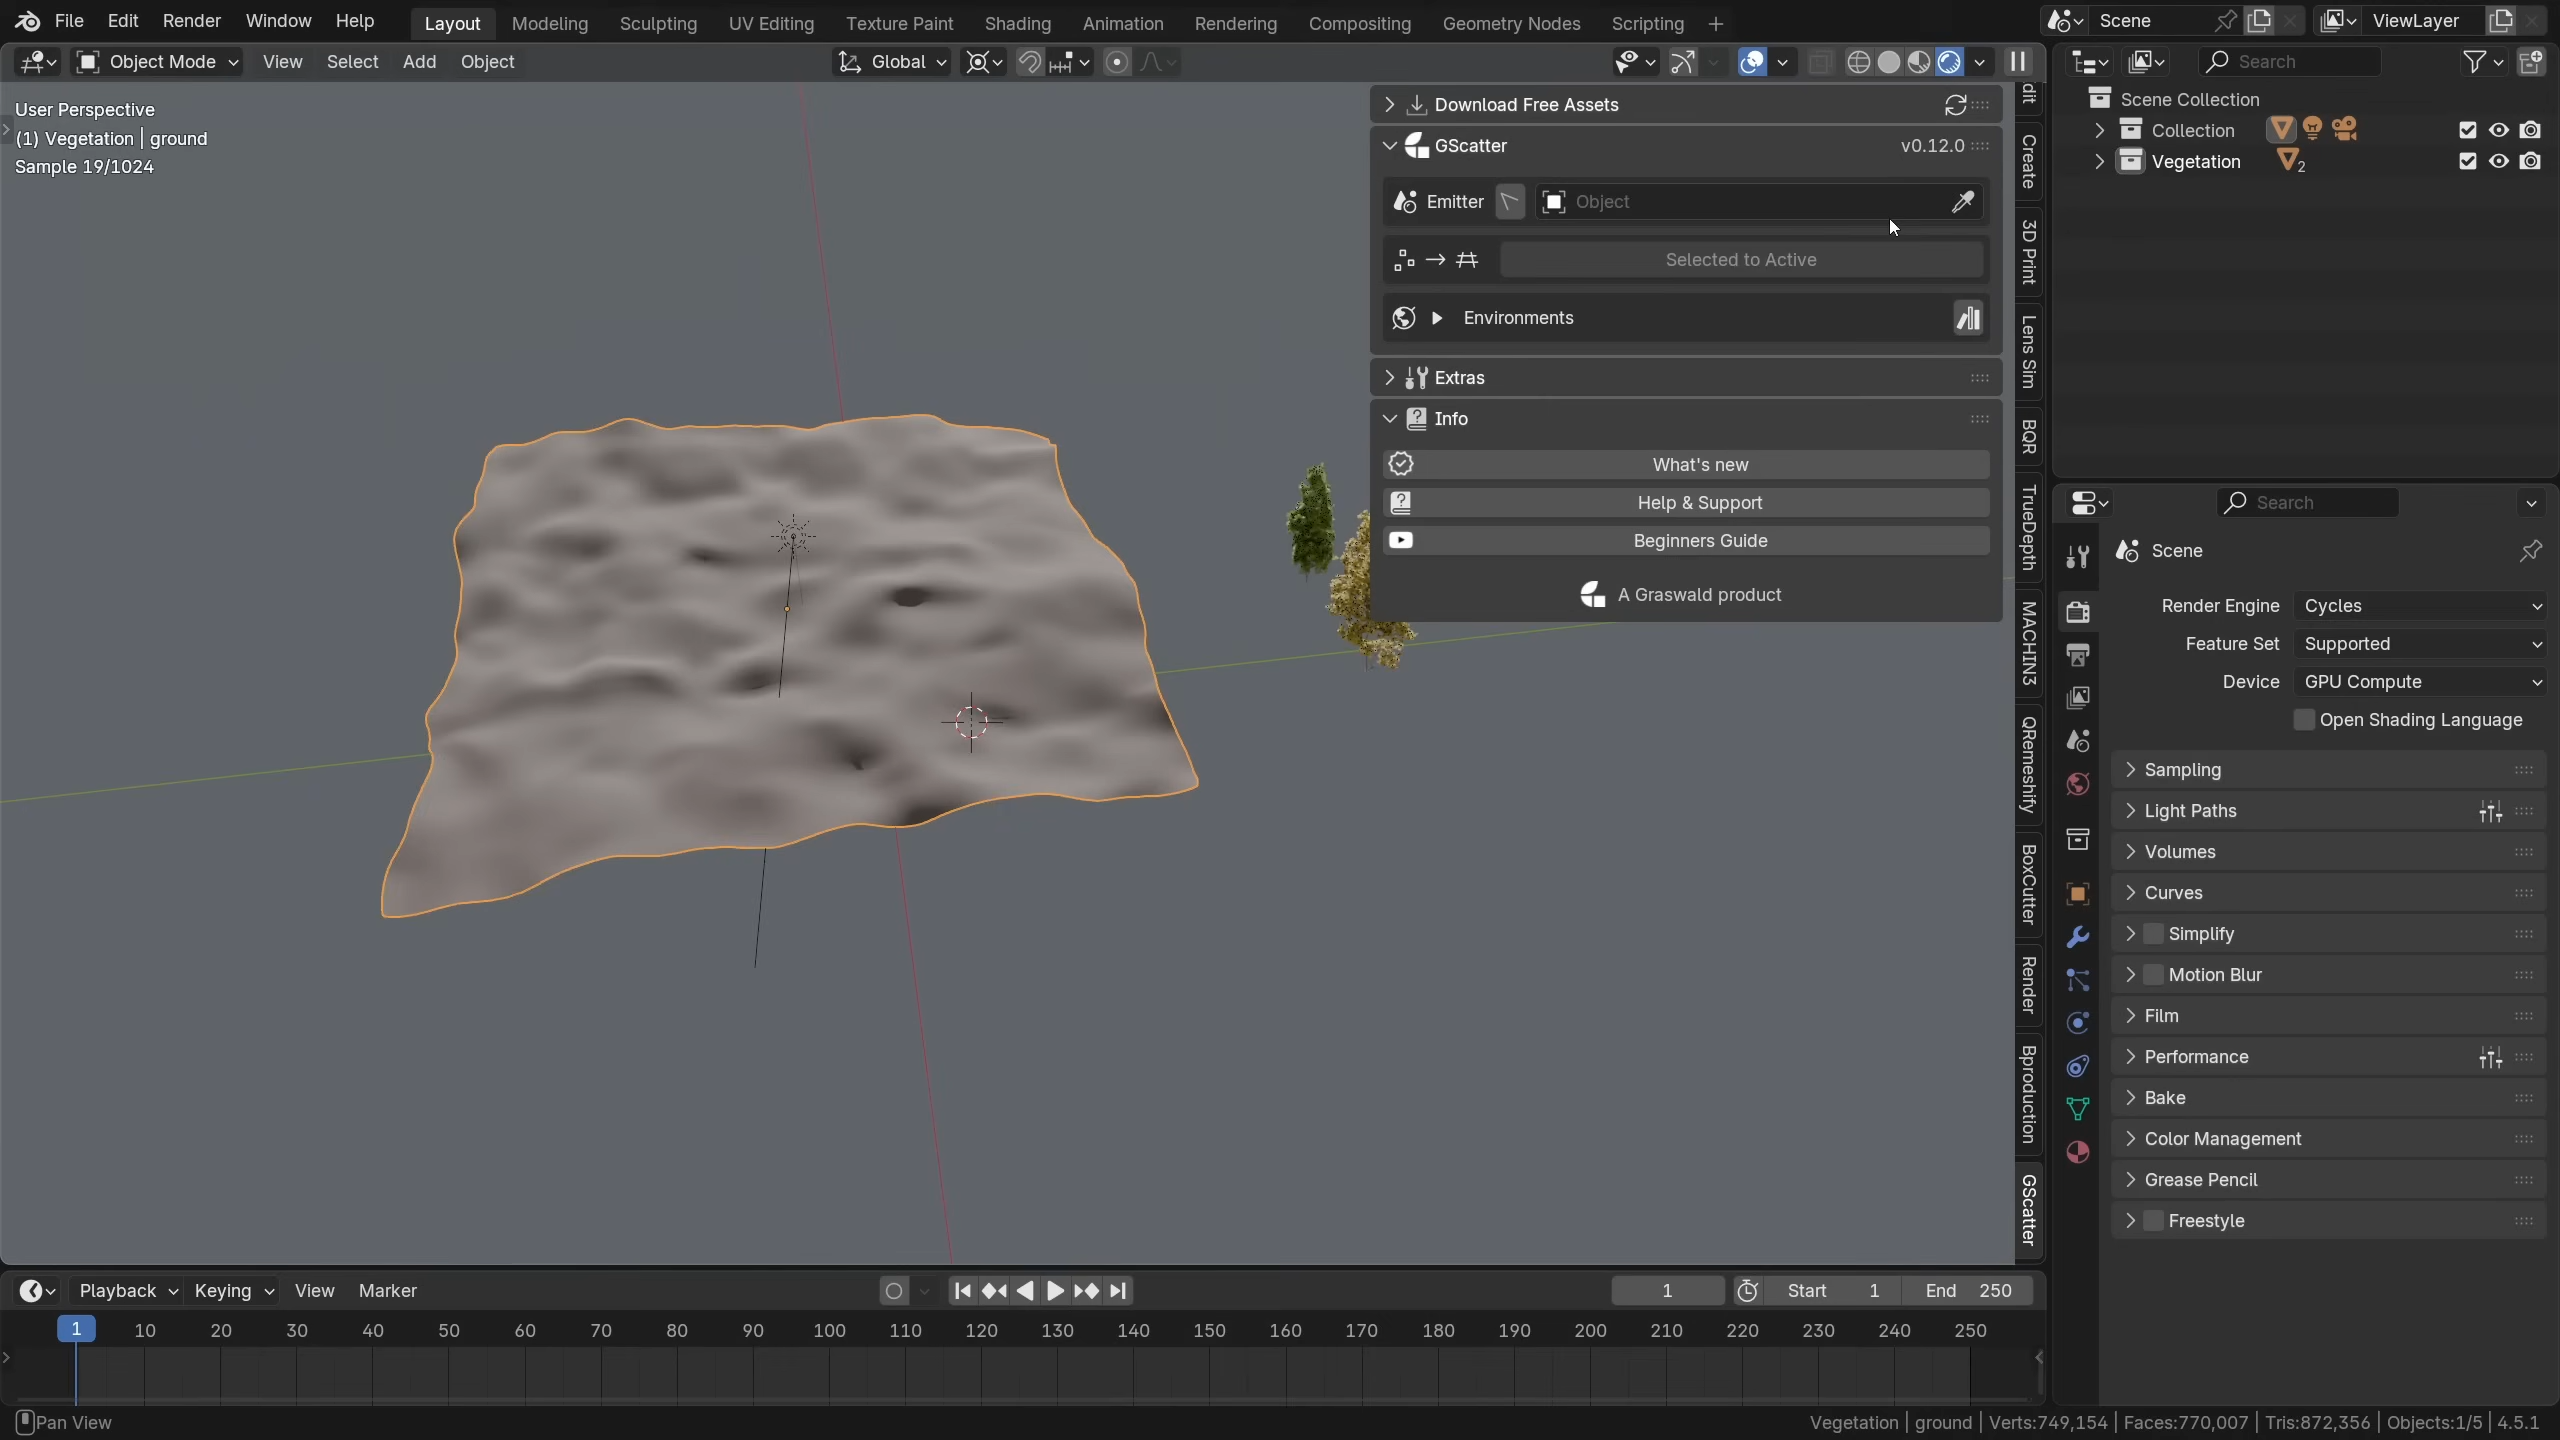 File Edit Render Window Help Layout Modeling Sculpting UV Editing Texture Paint Shading Animation Rendering Compositing Geometry Nodes Scripting Scene ViewLayer
Object Mode View Select Add Object Global Search
User Perspective
(1) Vegetation | ground
Sample 19/1024
Download Free Assets
GScatter v0.12.0
Emitter Object
Selected to Active
Environments
Extras
Info
What's new
Help & Support
Beginners Guide
A Graswald product
dit
Create
3D Print
Lens Sim
BQR
TrueDepth
MACHIN3
QRemeshify
BoxCutter
Render
Bproduction
GScatter
Scene Collection
Collection
Vegetation 2
Search
Scene
Render Engine Cycles
Feature Set Supported
Device GPU Compute
Open Shading Language
Sampling
Light Paths
Volumes
Curves
Simplify
Motion Blur
Film
Performance
Bake
Color Management
Grease Pencil
Freestyle
Playback Keying View Marker 1 Start 1 End 250
1 10 20 30 40 50 60 70 80 90 100 110 120 130 140 150 160 170 180 190 200 210 220 230 240 250
Pan View Vegetation | ground | Verts:749,154 | Faces:770,007 | Tris:872,356 | Objects:1/5 | 4.5.1